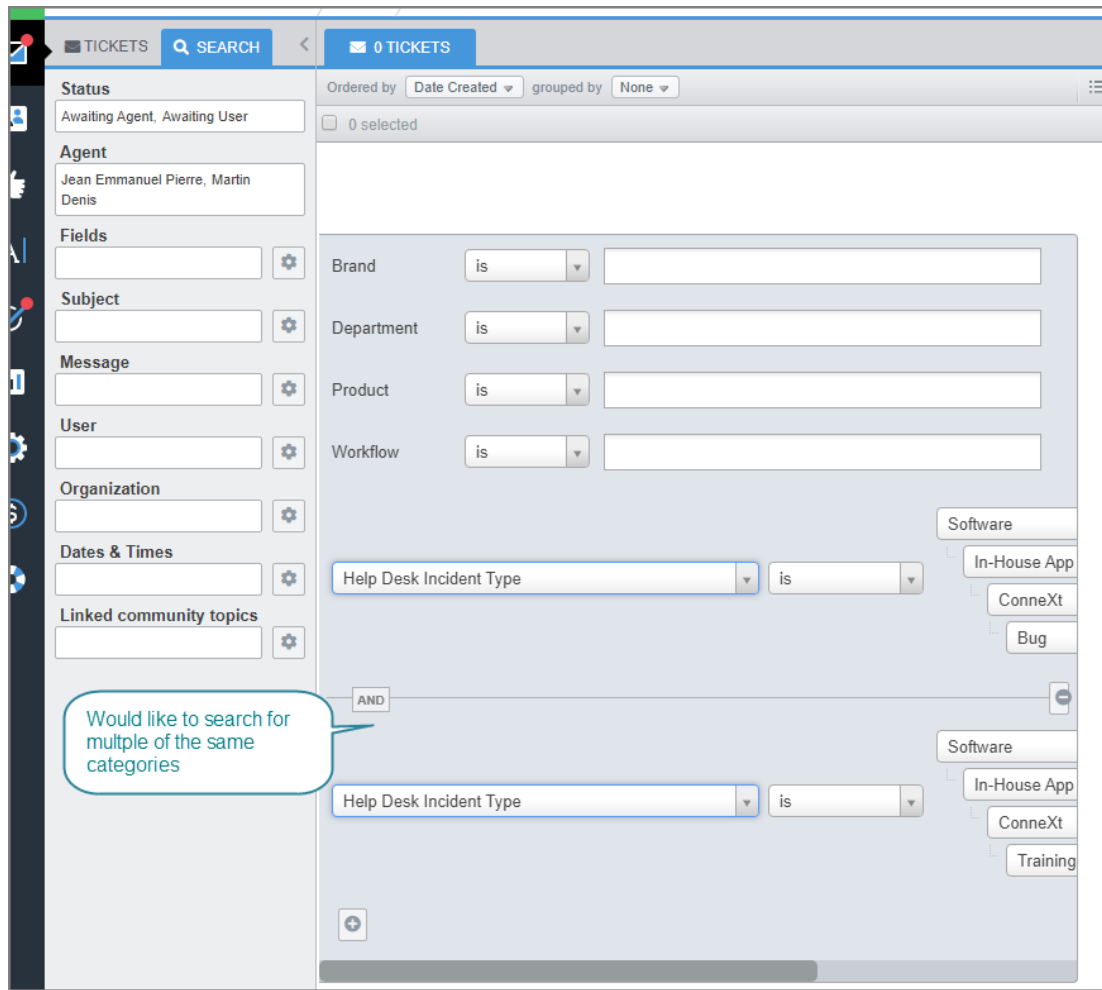 TICKETS
SEARCH
0 TICKETS
Status
Awaiting Agent, Awaiting User
Agent
Jean Emmanuel Pierre, Martin
Denis
Fields
Subject
Message
User
Organization
Dates & Times
Linked community topics
Ordered by Date Created grouped by None
0 selected
Brand is
Department is
Product is
Workflow is
Help Desk Incident Type is
Software
In-House App
ConneXt
Bug
AND
Would like to search for
multple of the same
categories
Help Desk Incident Type is
Software
In-House App
ConneXt
Training